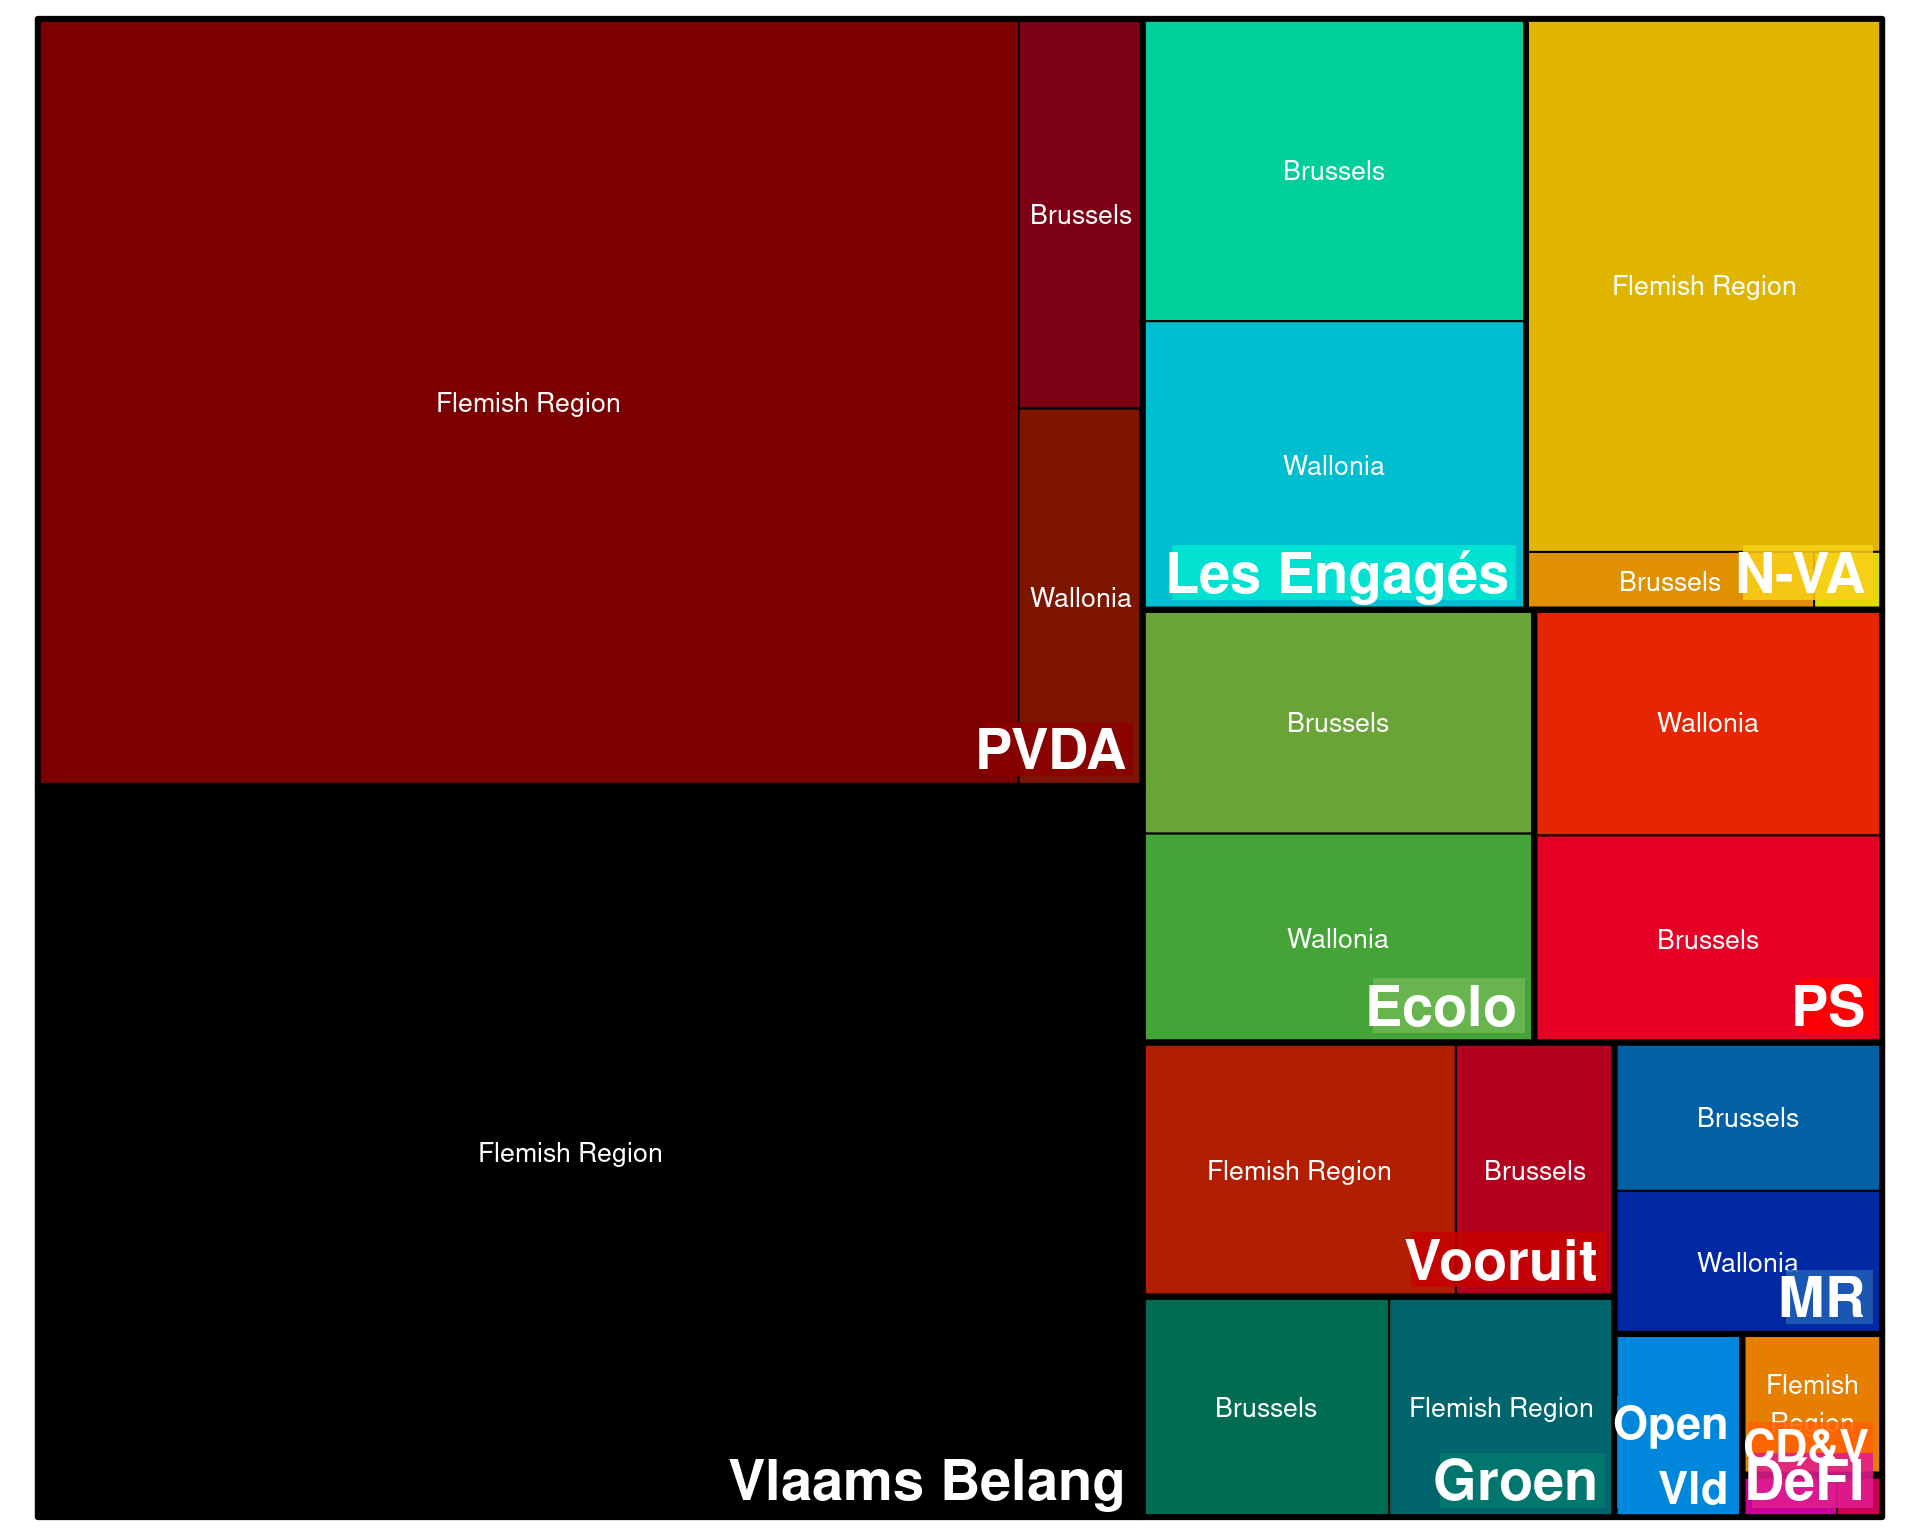 Flemish Region
Brussels
Wallonia
PVDA
Flemish Region
Vlaams Belang
Brussels
Wallonia
Les Engagés
Flemish Region
Brussels
N-VA
Brussels
Wallonia
Ecolo
Wallonia
Brussels
PS
Flemish Region
Brussels
Vooruit
Brussels
Wallonia
MR
Brussels
Flemish Region
Groen
Open
Vld
Flemish
Region
CD&V
DéFI